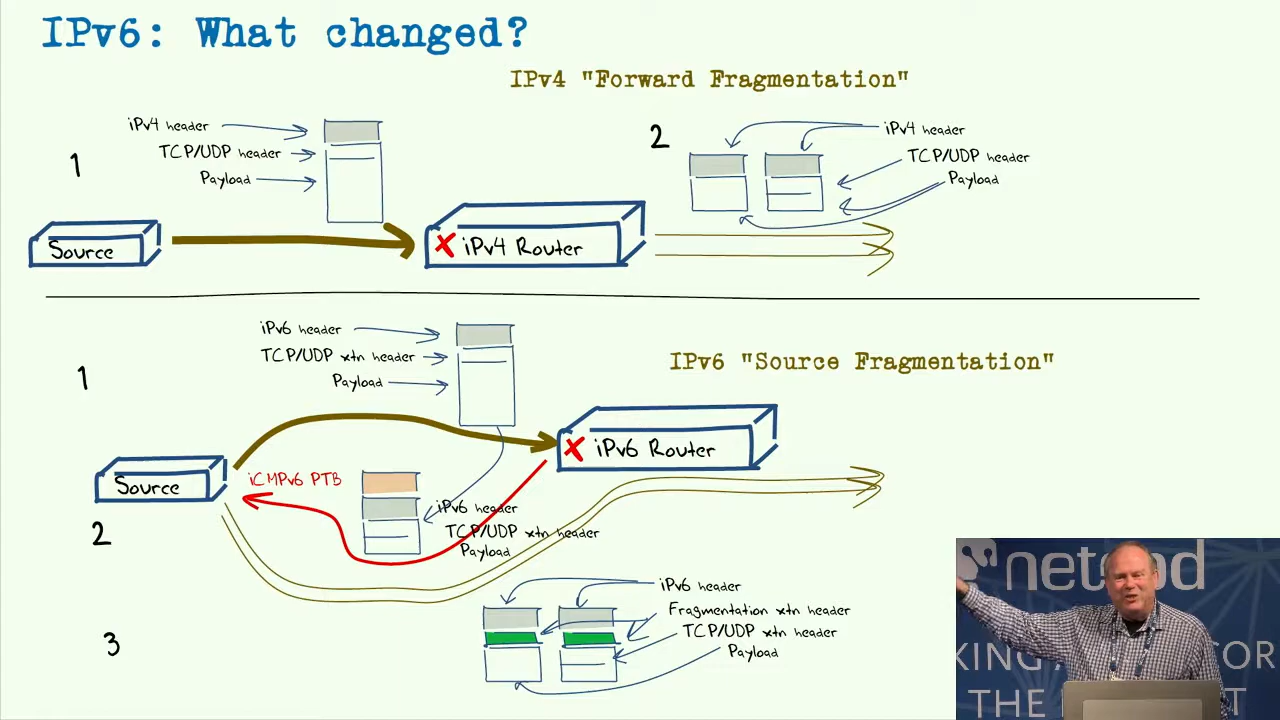 IPv6: What changed?
IPv4 "Forward Fragmentation"
1
iPv4 header
TCP/UDP header
Payload
2
iPv4 header
TCP/UDP header
Payload
Source
X iPv4 Router
1
iPv6 header
TCP/UDP xtn header
Payload
IPv6 "Source Fragmentation"
X iPv6 Router
Source
iCMPv6 PTB
iPv6 header
TCP/UDP xtn header
Payload
2
3
iPv6 header
Fragmentation xtn header
TCP/UDP xtn header
Payload
THE